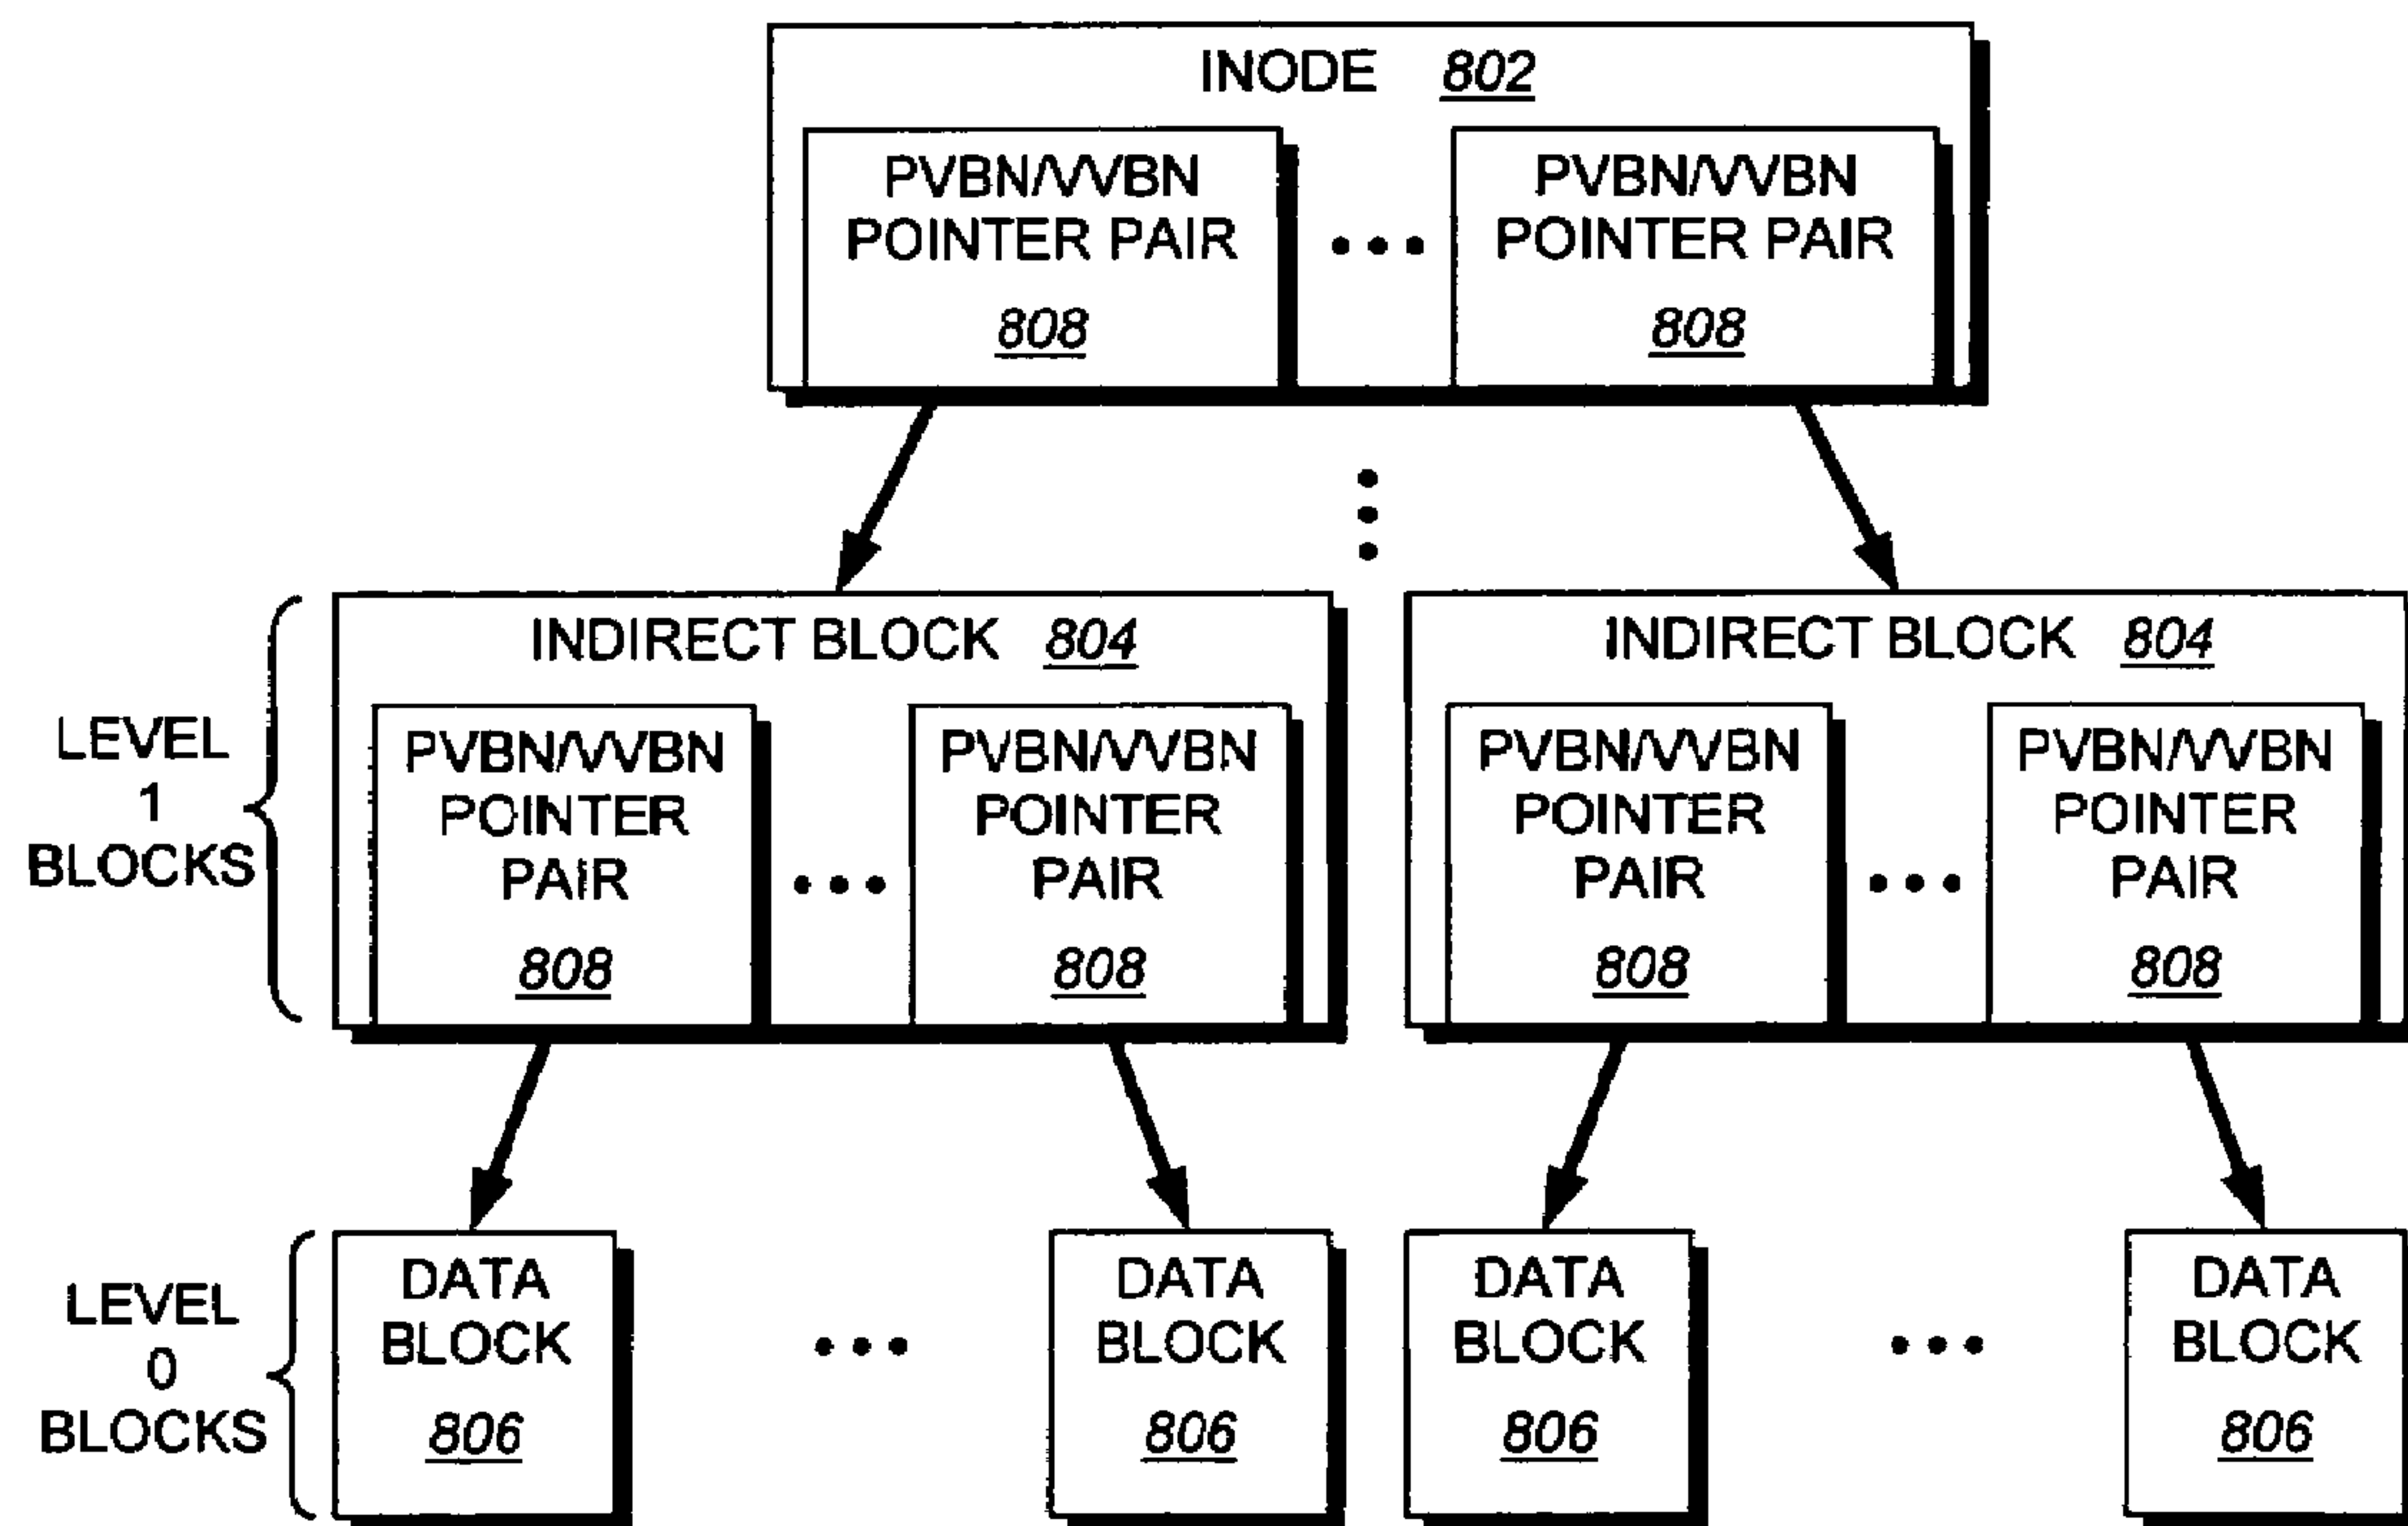 INODE 802
PVBN/VVBN
POINTER PAIR
808
PVBN/VVBN
POINTER PAIR
808
LEVEL
1
BLOCKS
INDIRECT BLOCK 804
PVBN/VVBN
POINTER
PAIR
808
PVBN/VVBN
POINTER
PAIR
808
INDIRECT BLOCK 804
PVBN/VVBN
POINTER
PAIR
808
PVBN/VVBN
POINTER
PAIR
808
LEVEL
0
BLOCKS
DATA
BLOCK
806
DATA
BLOCK
806
DATA
BLOCK
806
DATA
BLOCK
806